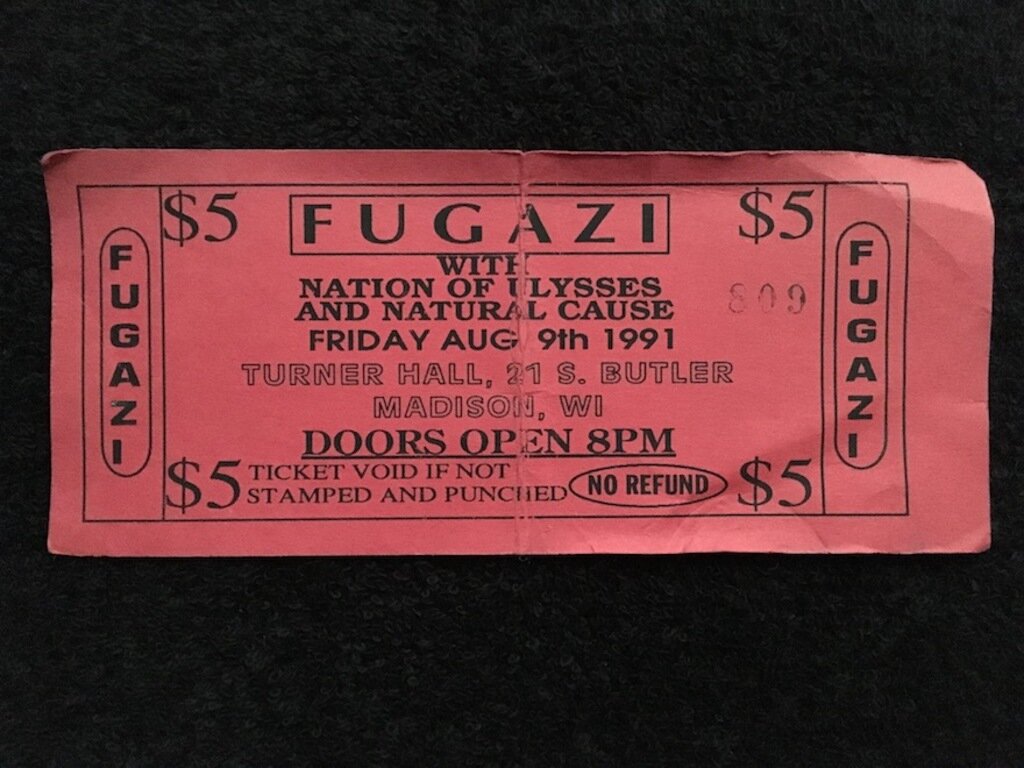 $5 FUGAZI $5
WITH
NATION OF ULYSSES
AND NATURAL CAUSE
809
FRIDAY AUG 9th 1991
TURNER HALL, 21 S. BUTLER
MADISON, WI
DOORS OPEN 8PM
$5 TICKET VOID IF NOT
STAMPED AND PUNCHED NO REFUND $5
FUGAZI
FUGAZI